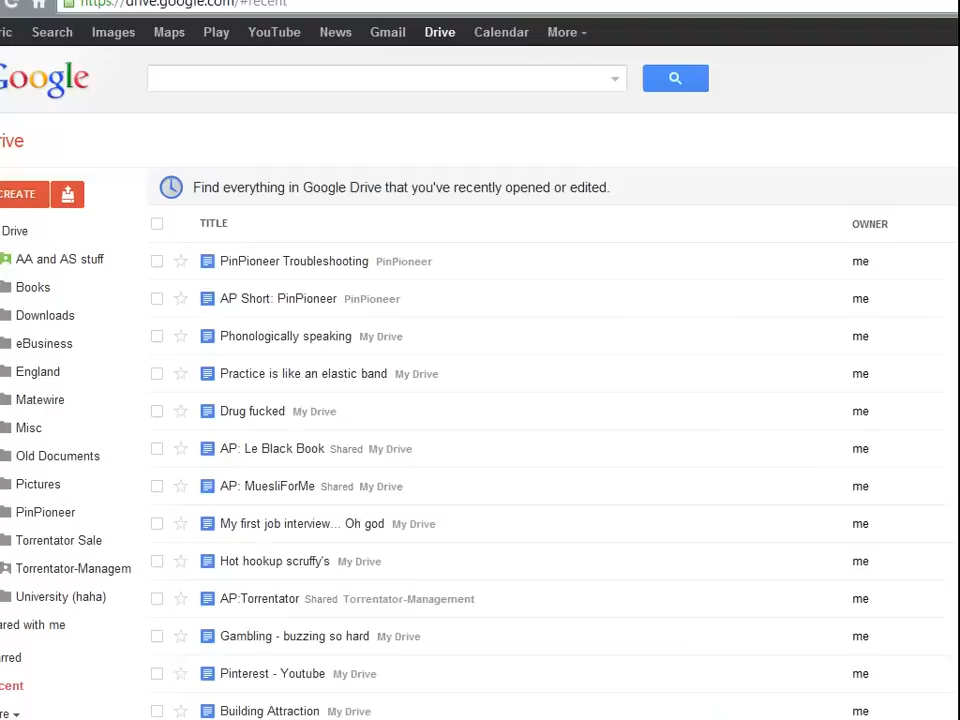 https://drive.google.com/#recent
ric Search Images Maps Play YouTube News Gmail Drive Calendar More
Google
rive
CREATE
Find everything in Google Drive that you've recently opened or edited.
TITLE OWNER
Drive
AA and AS stuff
Books
Downloads
eBusiness
England
Matewire
Misc
Old Documents
Pictures
PinPioneer
Torrentator Sale
Torrentator-Managem
University (haha)
ared with me
rred
cent
re
PinPioneer Troubleshooting PinPioneer me
AP Short: PinPioneer PinPioneer me
Phonologically speaking My Drive me
Practice is like an elastic band My Drive me
Drug fucked My Drive me
AP: Le Black Book Shared My Drive me
AP: MuesliForMe Shared My Drive me
My first job interview... Oh god My Drive me
Hot hookup scruffy's My Drive me
AP:Torrentator Shared Torrentator-Management me
Gambling - buzzing so hard My Drive me
Pinterest - Youtube My Drive me
Building Attraction My Drive me